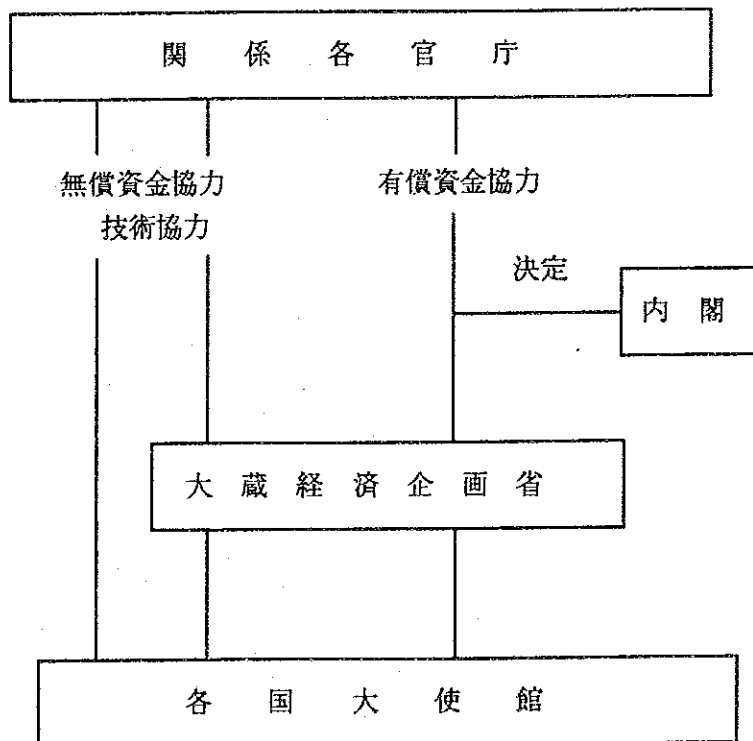 関係各官庁
無償資金協力
有償資金協力
技術協力
決定
内閣
大蔵経済企画省
各国大使館